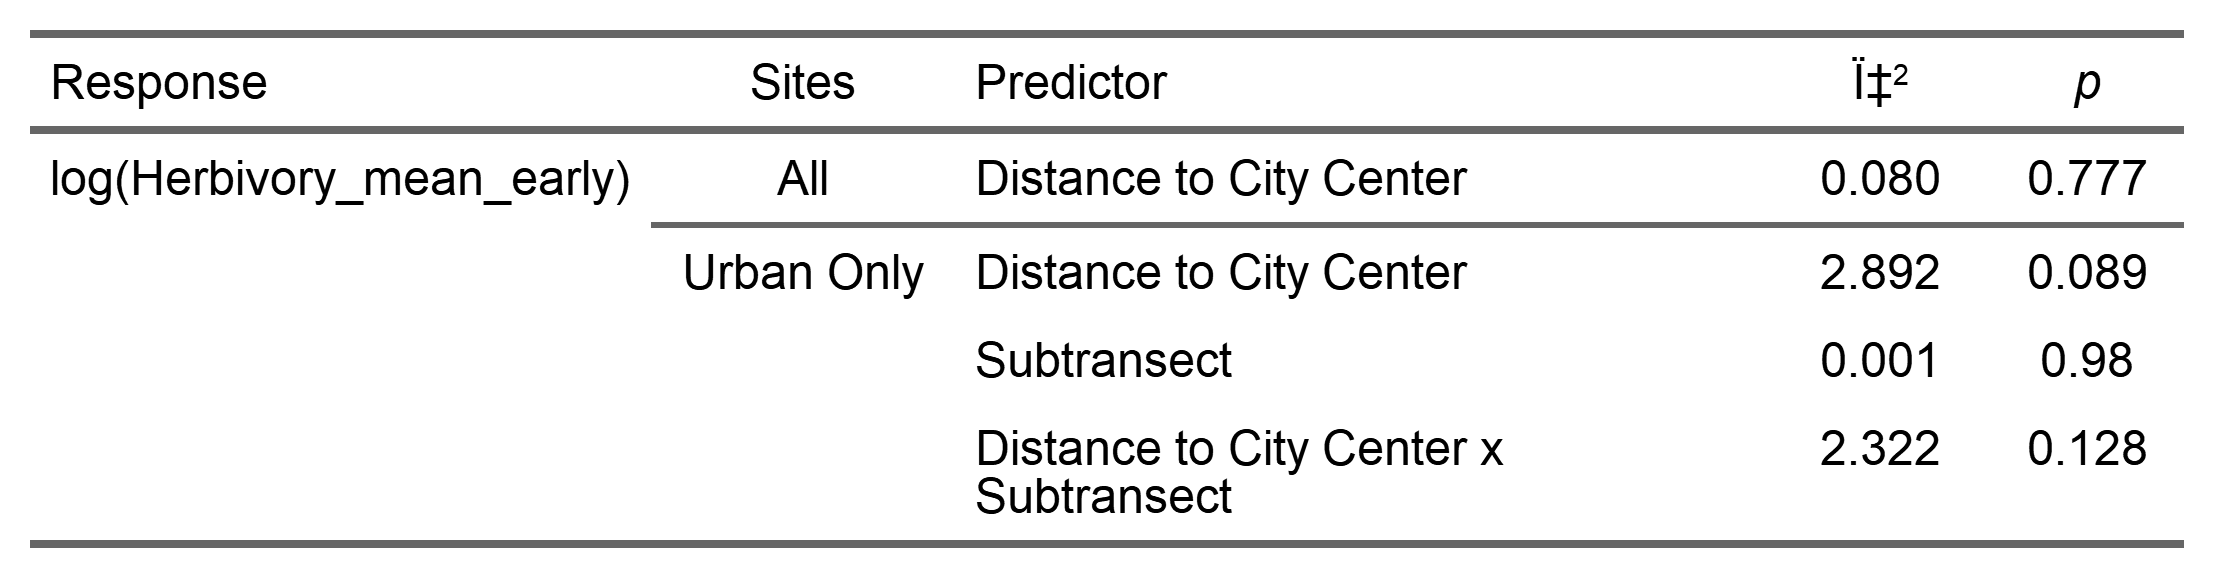 Response Sites Predictor Ï‡² p
log(Herbivory_mean_early) All Distance to City Center 0.080 0.777
Urban Only Distance to City Center 2.892 0.089
Subtransect 0.001 0.98
Distance to City Center x 2.322 0.128
Subtransect